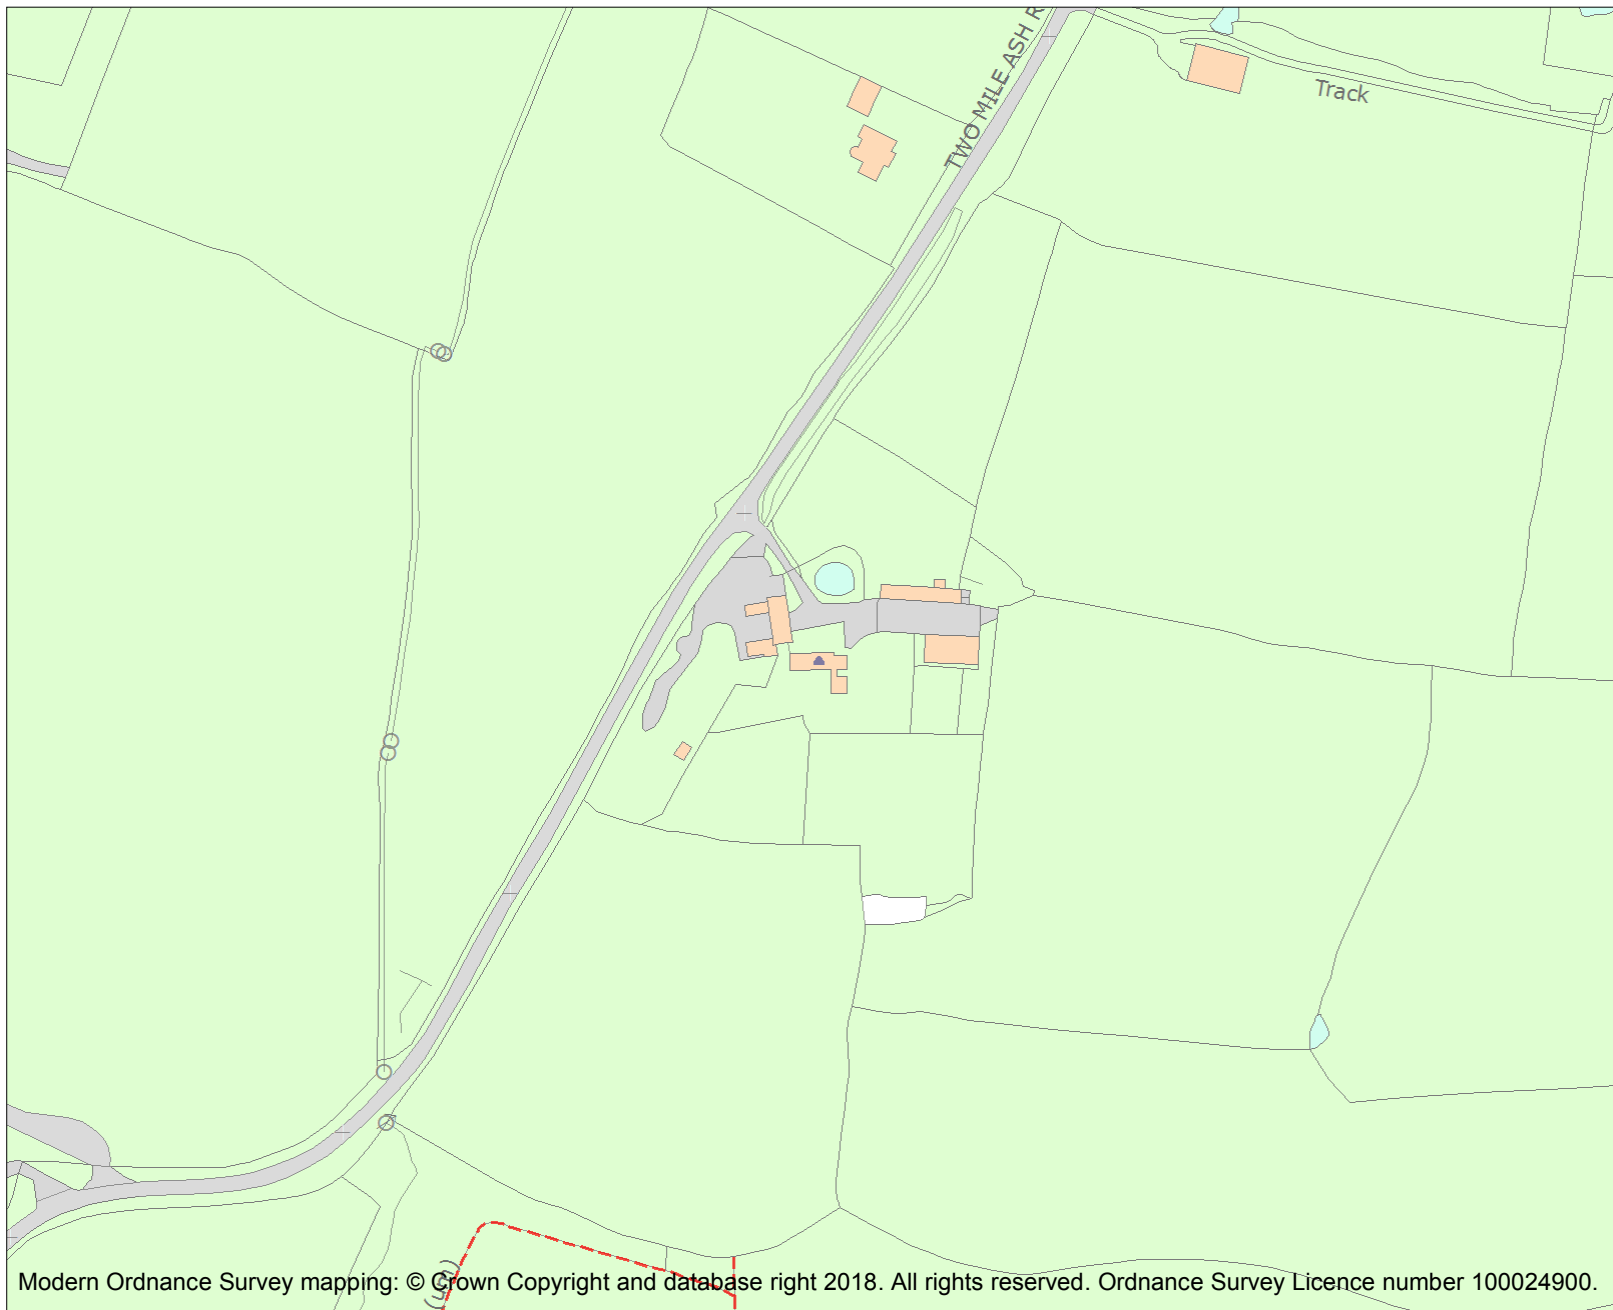 TWO MILE ASH R
Track
(un)
Modern Ordnance Survey mapping: © Crown Copyright and database right 2018. All rights reserved. Ordnance Survey Licence number 100024900.